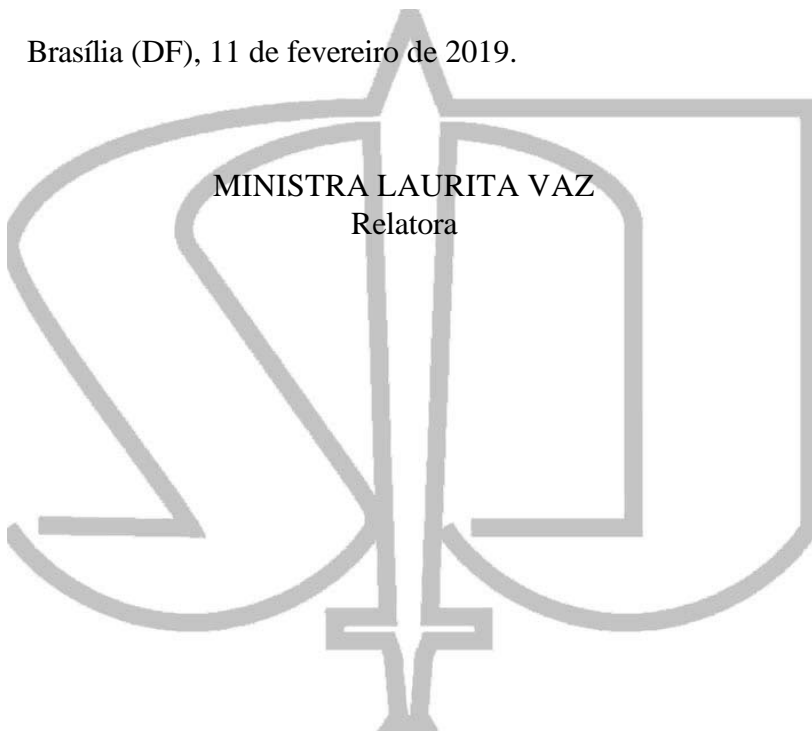 Brasília (DF), 11 de fevereiro de 2019.
MINISTRA LAURITA VAZ
Relatora